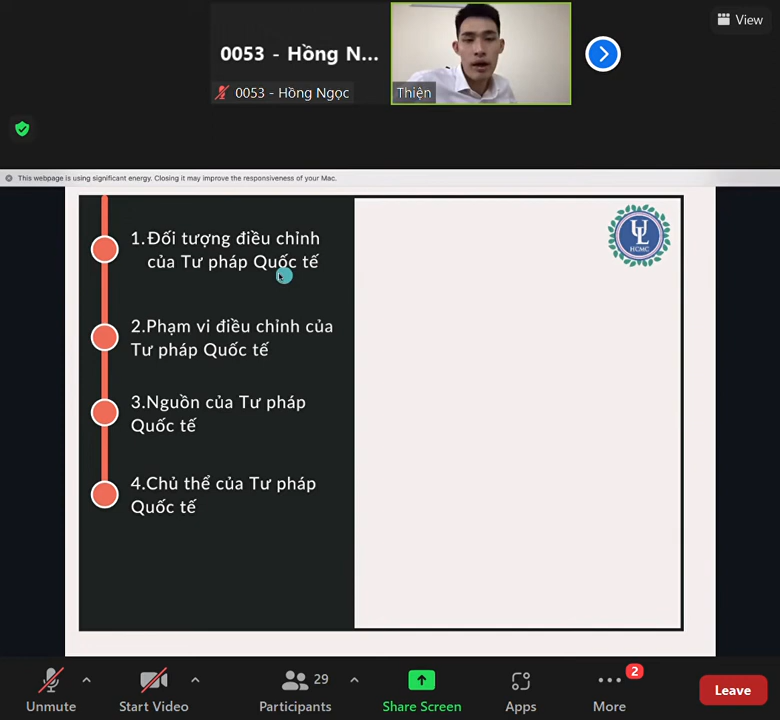 View
0053 - Hồng N...
0053 - Hồng Ngọc
Thiện
This webpage is using significant energy. Closing it may improve the responsiveness of your Mac.
1.Đối tượng điều chỉnh
của Tư pháp Quốc tế
2.Phạm vi điều chỉnh của
Tư pháp Quốc tế
3.Nguồn của Tư pháp
Quốc tế
4.Chủ thể của Tư pháp
Quốc tế
UL
HCMC
Unmute
Start Video
29
Participants
Share Screen
Apps
2
More
Leave